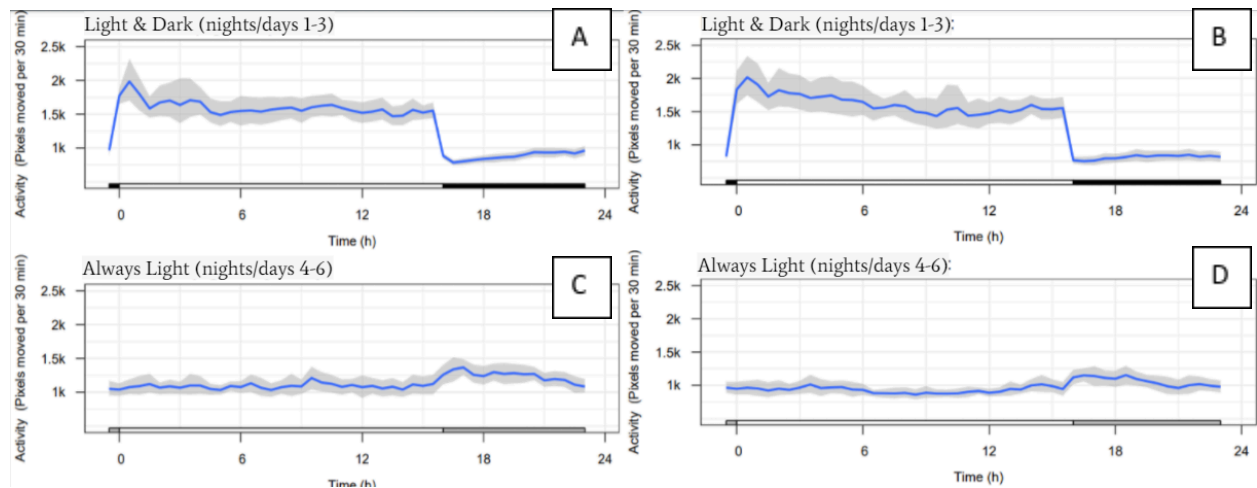 Light & Dark (nights/days 1-3)
A
Activity (Pixels moved per 30 min)
2.5k
2k
1.5k
1k
0 6 12 18 24
Time (h)
Light & Dark (nights/days 1-3):
B
Activity (Pixels moved per 30 min)
2.5k
2k
1.5k
1k
0 6 12 18 24
Time (h)
Always Light (nights/days 4-6)
C
Activity (Pixels moved per 30 min)
2.5k
2k
1.5k
1k
0 6 12 18 24
Time (h)
Always Light (nights/days 4-6):
D
Activity (Pixels moved per 30 min)
2.5k
2k
1.5k
1k
0 6 12 18 24
Time (h)